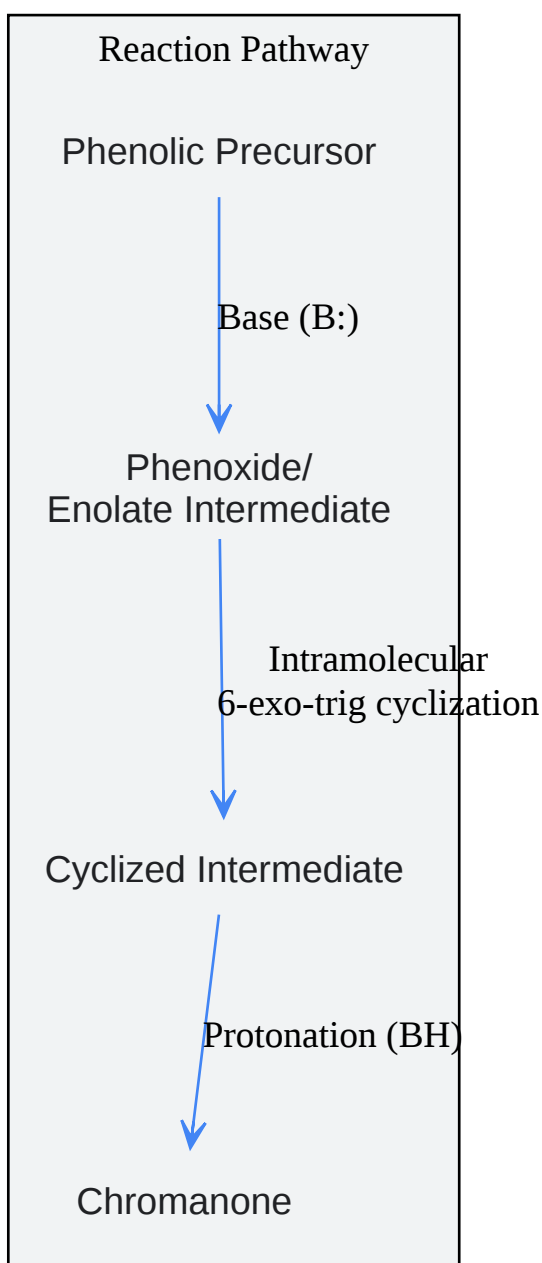 Reaction Pathway
Phenolic Precursor
Base (B:)
Phenoxide/
Enolate Intermediate
Intramolecular
6-exo-trig cyclization
Cyclized Intermediate
Protonation (BH)
Chromanone